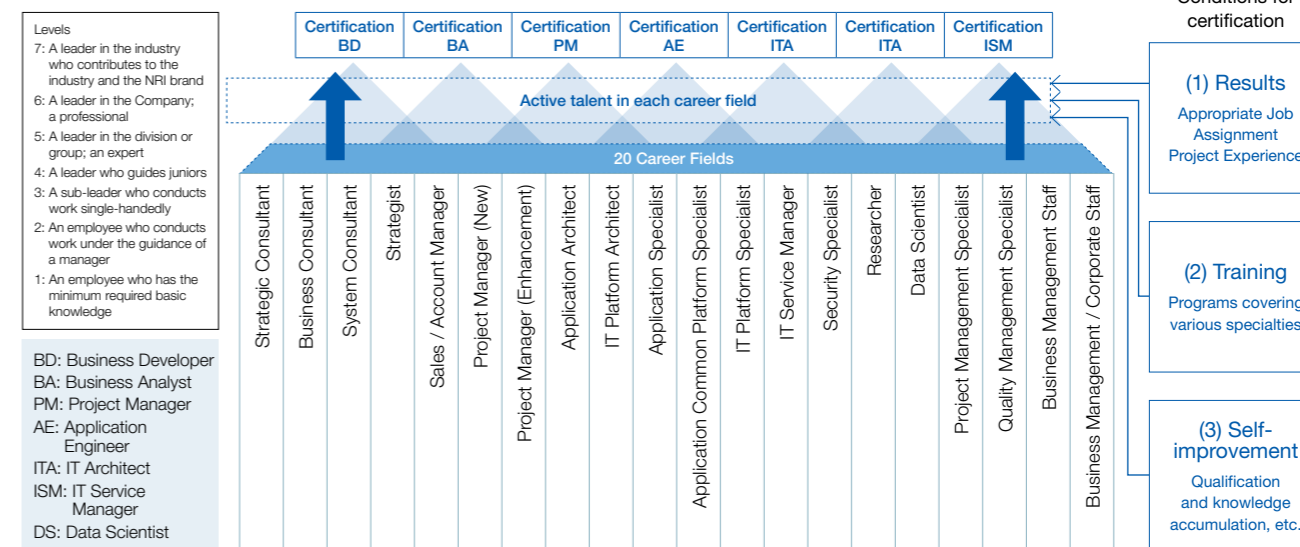 Levels
7: A leader in the industry
who contributes to the
industry and the NRI brand
6: A leader in the Company;
a professional
5: A leader in the division or
group; an expert
4: A leader who guides juniors
3: A sub-leader who conducts
work single-handedly
2: An employee who conducts
work under the guidance of
a manager
1: An employee who has the
minimum required basic
knowledge
BD: Business Developer
BA: Business Analyst
PM: Project Manager
AE: Application
Engineer
ITA: IT Architect
ISM: IT Service
Manager
DS: Data Scientist
Certification
BD
Certification
BA
Certification
PM
Certification
AE
Certification
ITA
Certification
ITA
Certification
ISM
Active talent in each career field
20 Career Fields
Strategic Consultant
Business Consultant
System Consultant
Strategist
Sales / Account Manager
Project Manager (New)
Project Manager (Enhancement)
Application Architect
IT Platform Architect
Application Specialist
Application Common Platform Specialist
IT Platform Specialist
IT Service Manager
Security Specialist
Researcher
Data Scientist
Project Management Specialist
Quality Management Specialist
Business Management Staff
Business Management / Corporate Staff
Conditions for
certification
(1) Results
Appropriate Job
Assignment
Project Experience
(2) Training
Programs covering
various specialties
(3) Self-
improvement
Qualification
and knowledge
accumulation, etc.